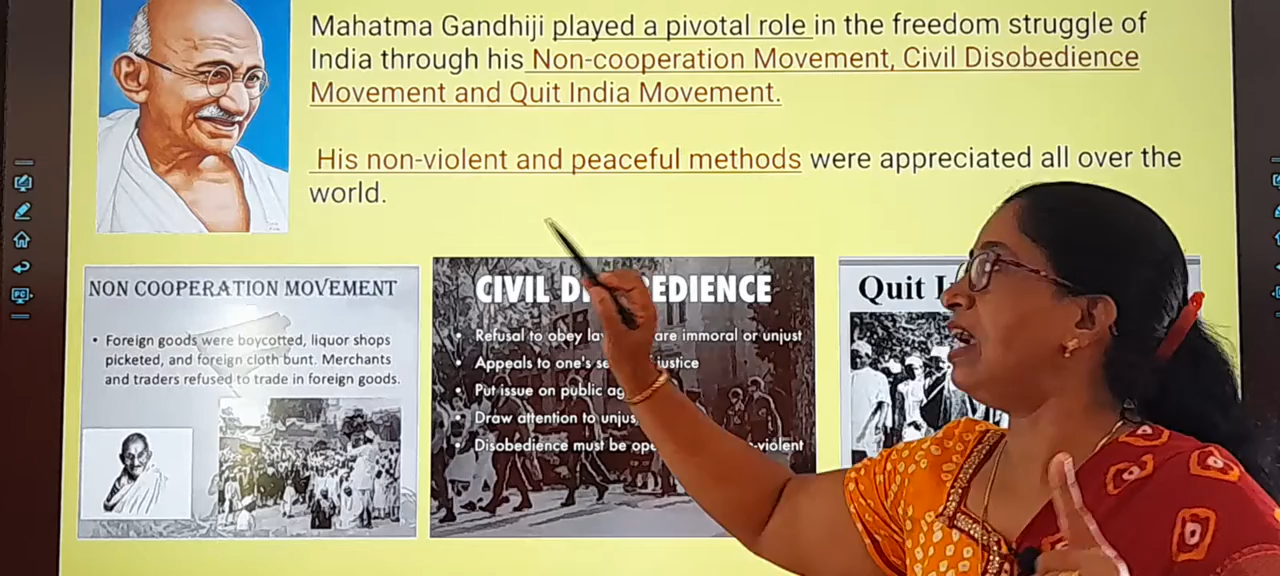 Mahatma Gandhiji played a pivotal role in the freedom struggle of
India through his Non-cooperation Movement, Civil Disobedience
Movement and Quit India Movement.
His non-violent and peaceful methods were appreciated all over the
world.
NON COOPERATION MOVEMENT
• Foreign goods were boycotted, liquor shops
picketed, and foreign cloth bunt. Merchants
and traders refused to trade in foreign goods.
CIVIL
• Refusal to obey are immoral or unjust
• Appeals to one's
• Put issue on public
• Draw attention to
• Disobedience must be
Quit
PC